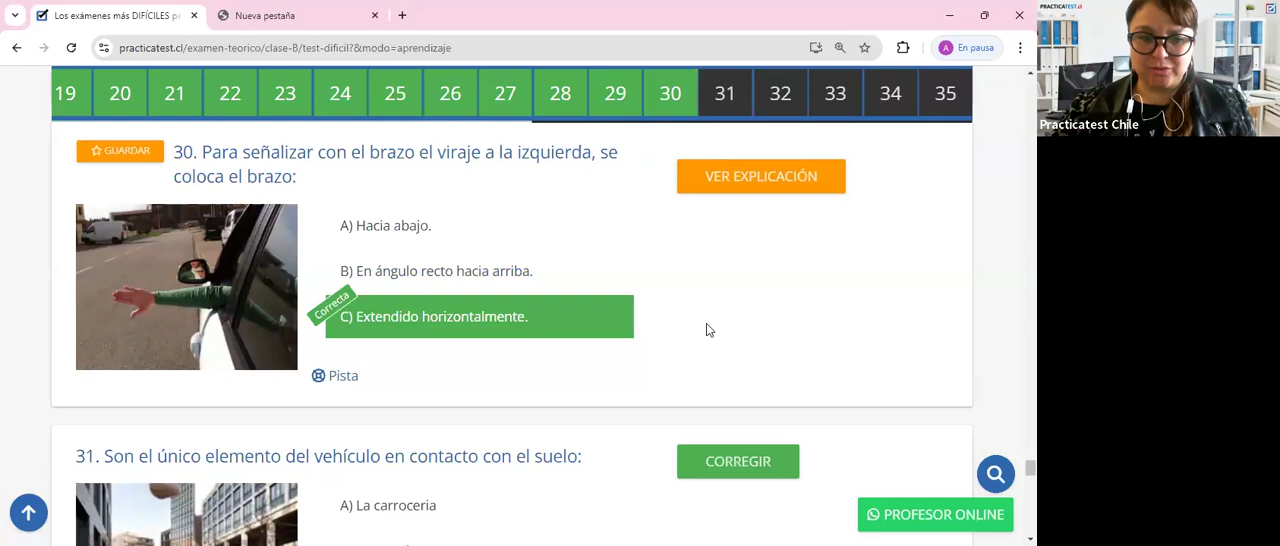 Los exámenes más DIFÍCILES pa
Nueva pestaña
practicatest.cl/examen-teorico/clase-B/test-dificil?&modo=aprendizaje
A En pausa
PRACTICATEST.cl
Practicatest Chile
19 20 21 22 23 24 25 26 27 28 29 30 31 32 33 34 35
GUARDAR
30. Para señalizar con el brazo el viraje a la izquierda, se
coloca el brazo:
VER EXPLICACIÓN
A) Hacia abajo.
B) En ángulo recto hacia arriba.
Correcta
C) Extendido horizontalmente.
Pista
31. Son el único elemento del vehículo en contacto con el suelo:
CORREGIR
A) La carroceria
PROFESOR ONLINE